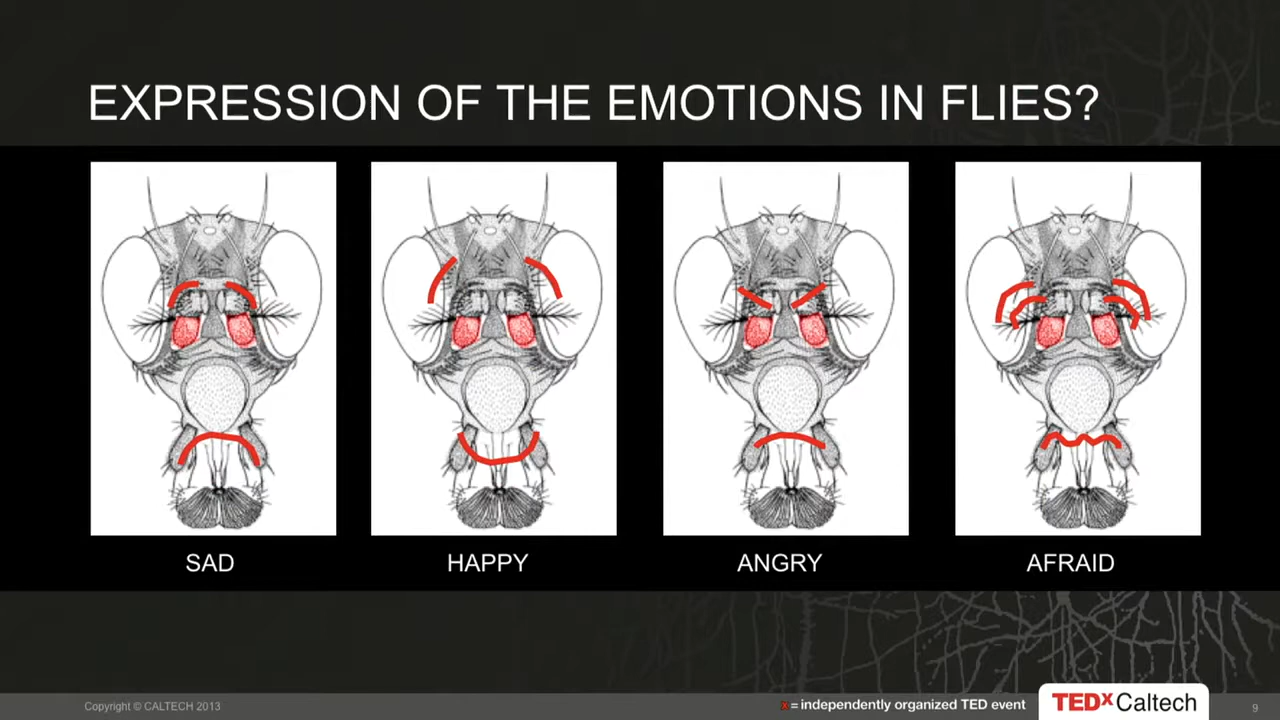 EXPRESSION OF THE EMOTIONS IN FLIES?
SAD
HAPPY
ANGRY
AFRAID
Copyright © CALTECH 2013
x = independently organized TED event
TEDxCaltech
9